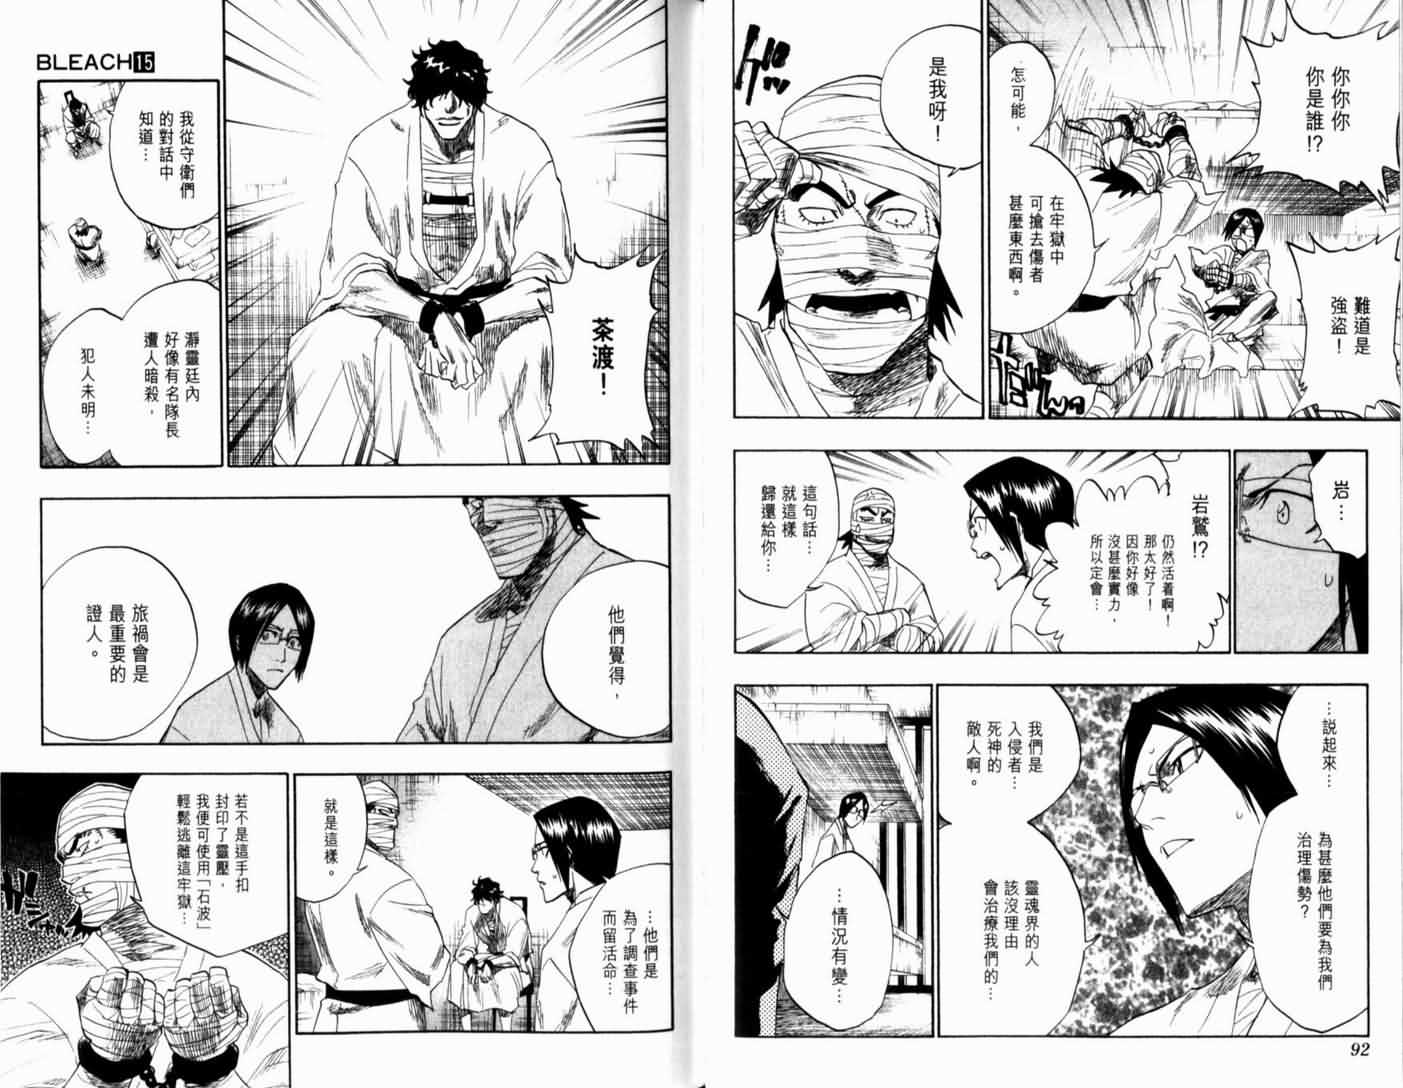 你你你
你是誰!?
難道是
強盜！
怎可能，
在牢獄中
可搶去傷者
甚麼東西啊。
是我呀！
岩…
岩鷲!?
仍然活着啊！
那太好了！
因你好像
沒甚麼實力，
所以定會…
這句話…
就這樣
歸還給你…
…說起來…
為甚麼他們要為我們
治理傷勢？
我們是
入侵者…
死神的
敵人啊。
靈魂界的人
該沒理由
會治療我們的…
…情況有變…
92
BLEACH 15
茶渡！
我從守衛們
的對話中
知道…
瀞靈廷內
好像有名隊長
遭人暗殺，
犯人未明…
他們覺得，
旅禍會是
最重要的
證人。
…他們是
為了調查事件
而留活命…
就是這樣。
若不是這手扣
封印了靈壓，
我便可使用「石波」
輕鬆逃離這牢獄…